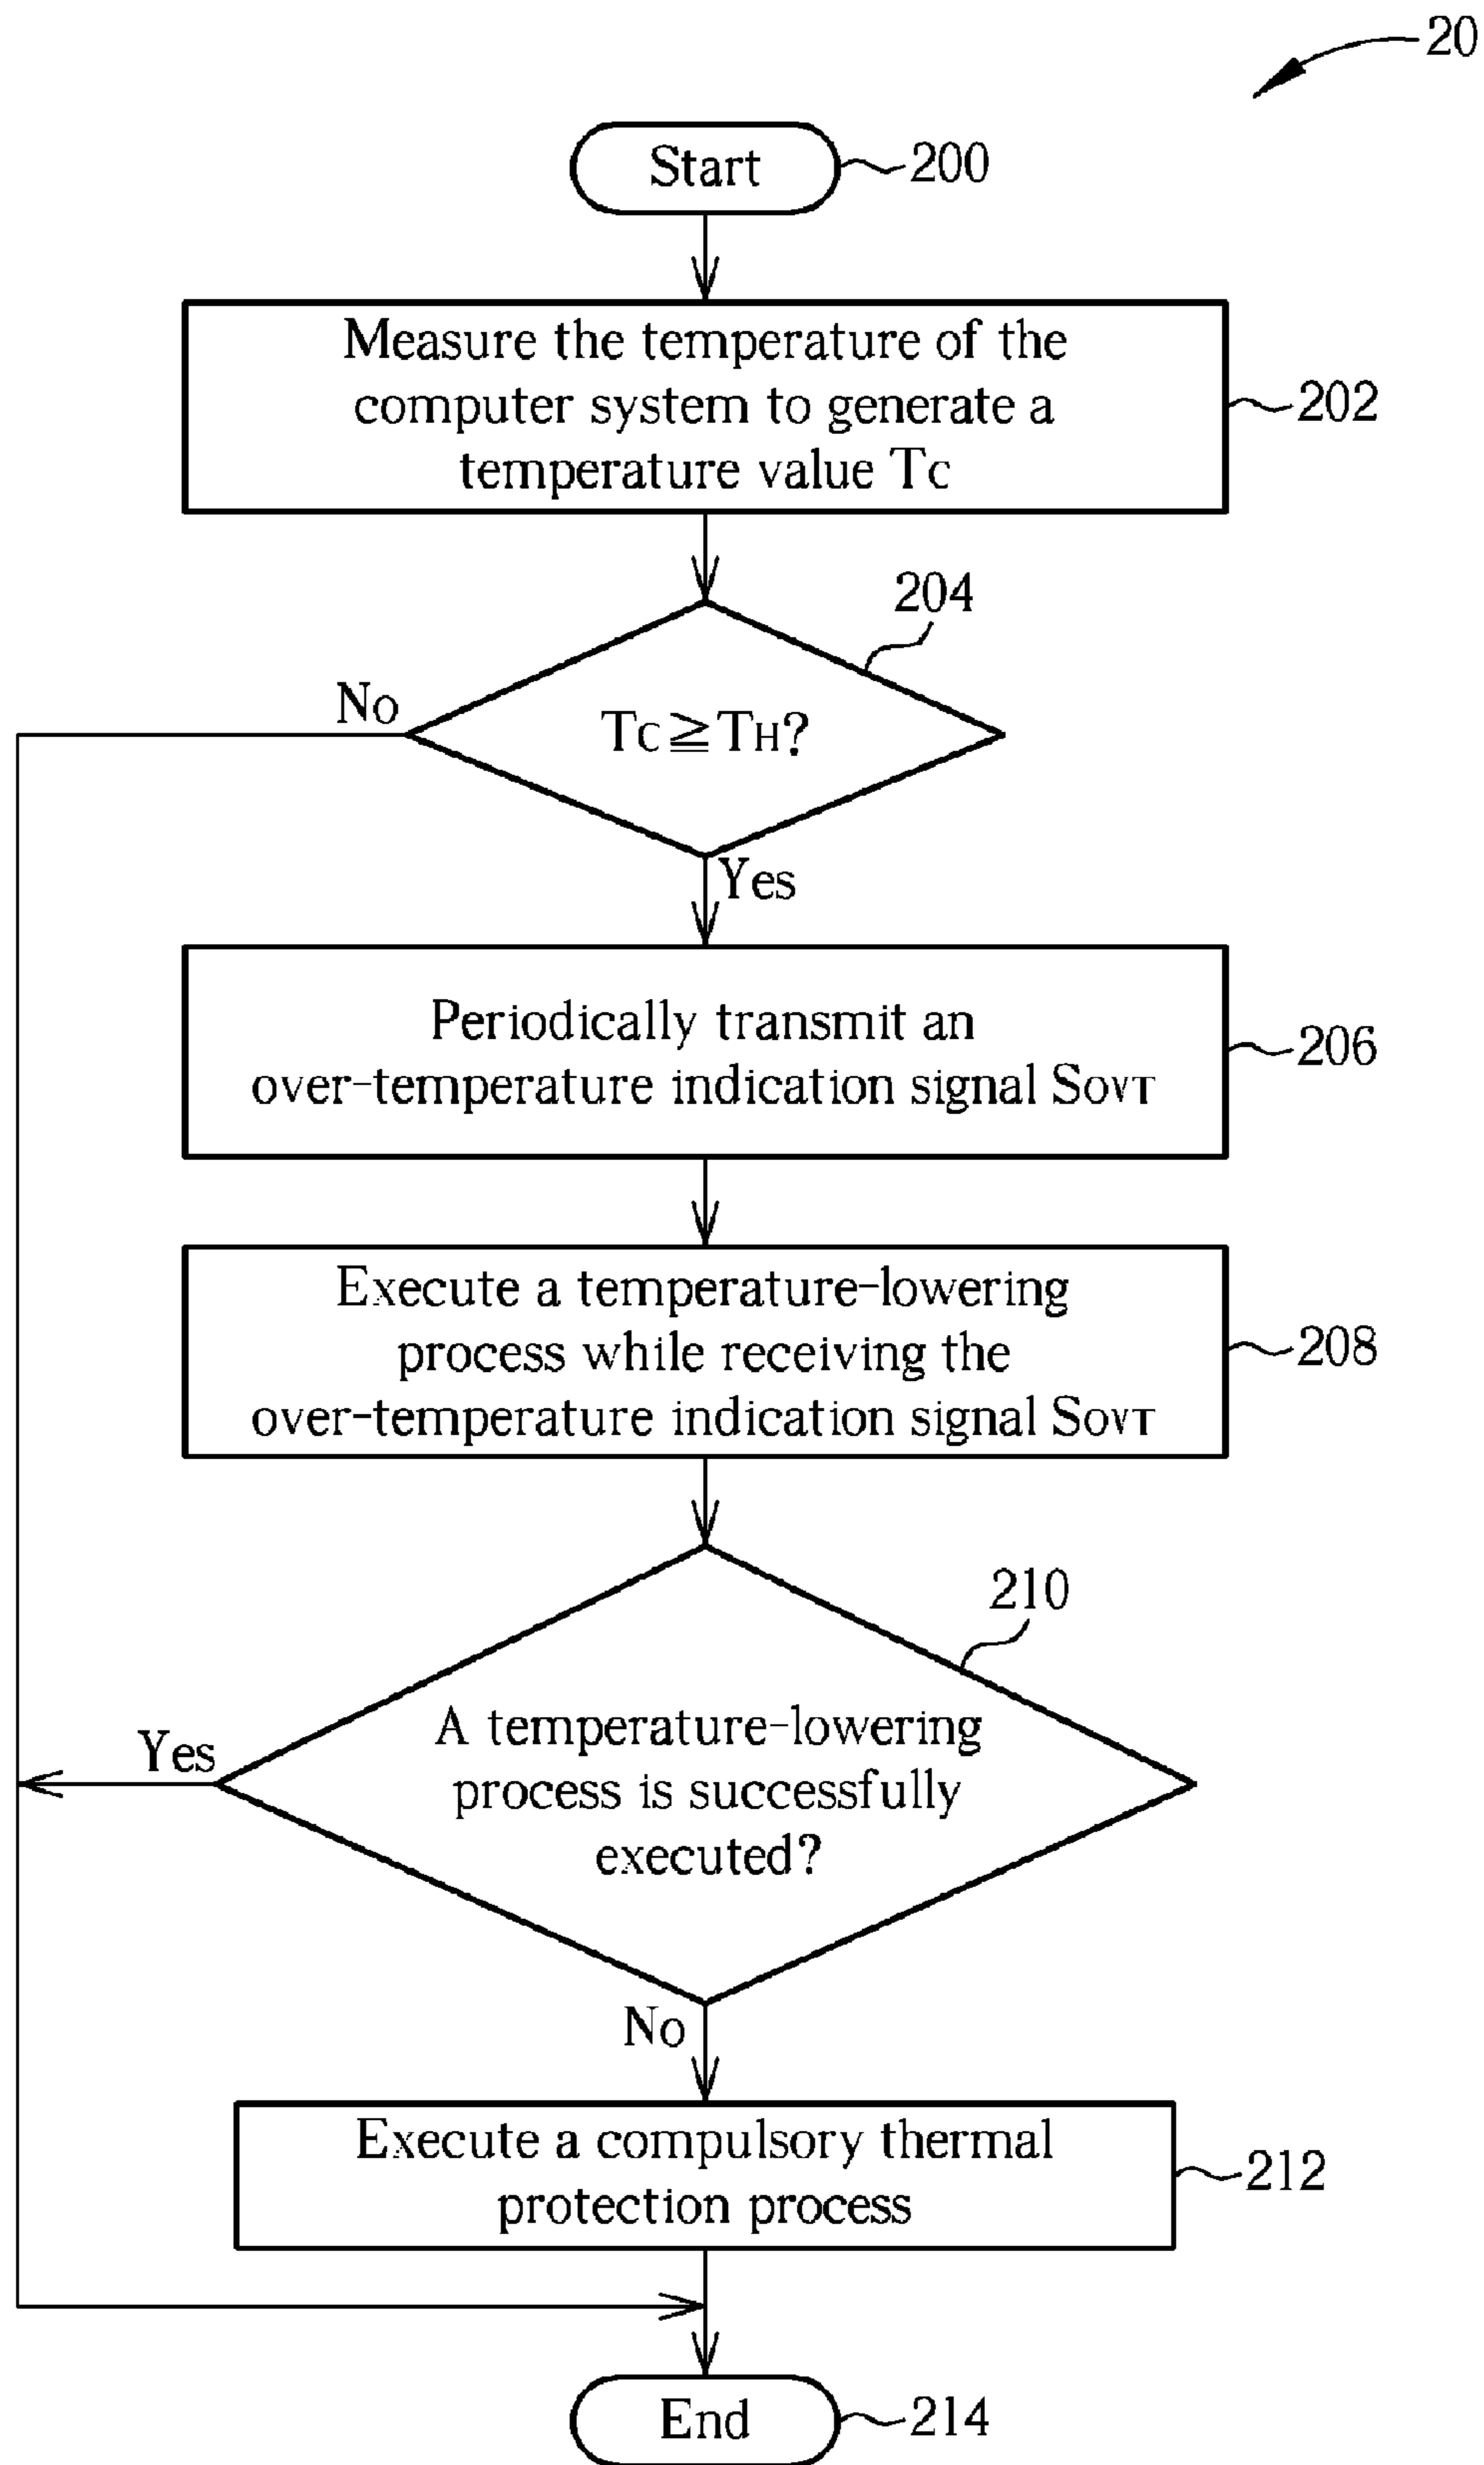 20
Start
200
Measure the temperature of the
computer system to generate a
temperature value TC
202
204
No
TC≧TH?
Yes
Periodically transmit an
over-temperature indication signal SOVT
206
Execute a temperature-lowering
process while receiving the
over-temperature indication signal SOVT
208
210
Yes
A temperature-lowering
process is successfully
executed?
No
Execute a compulsory thermal
protection process
212
End
214